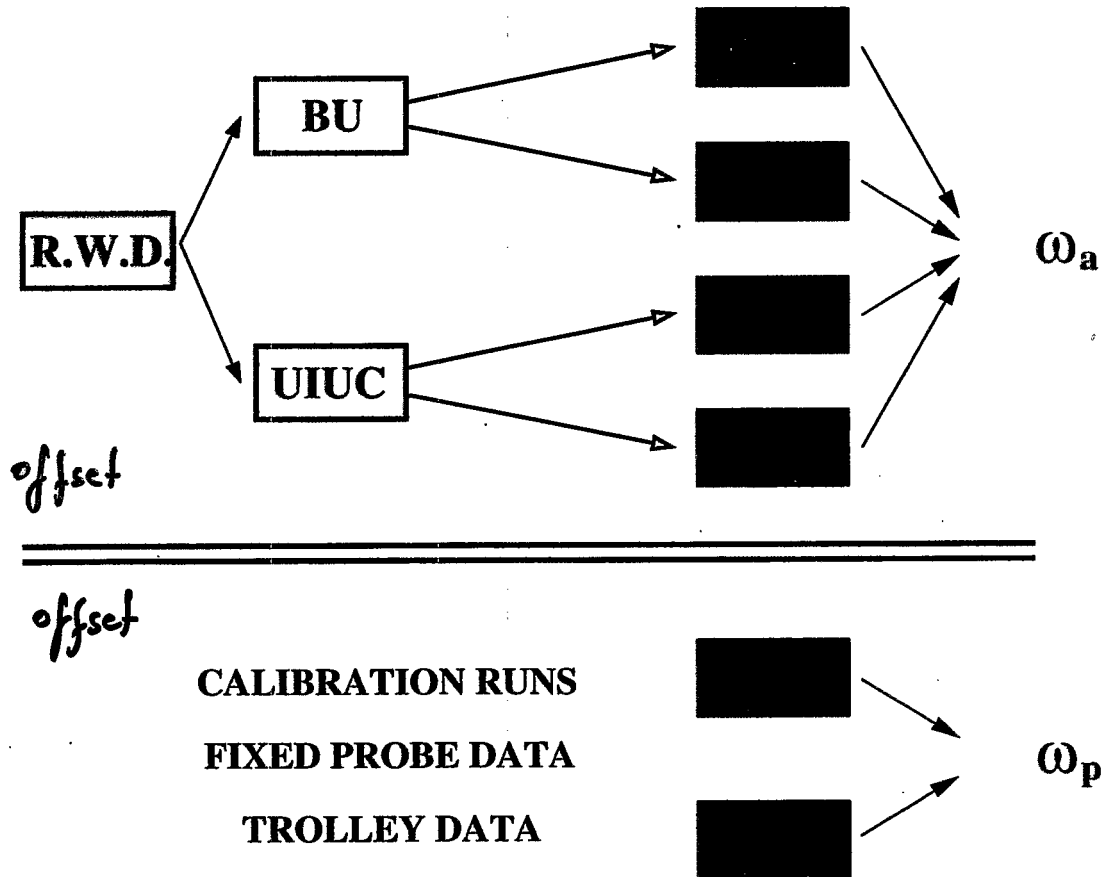 BU
R.W.D.
ωa
UIUC
offset
offset
CALIBRATION RUNS
FIXED PROBE DATA
ωp
TROLLEY DATA